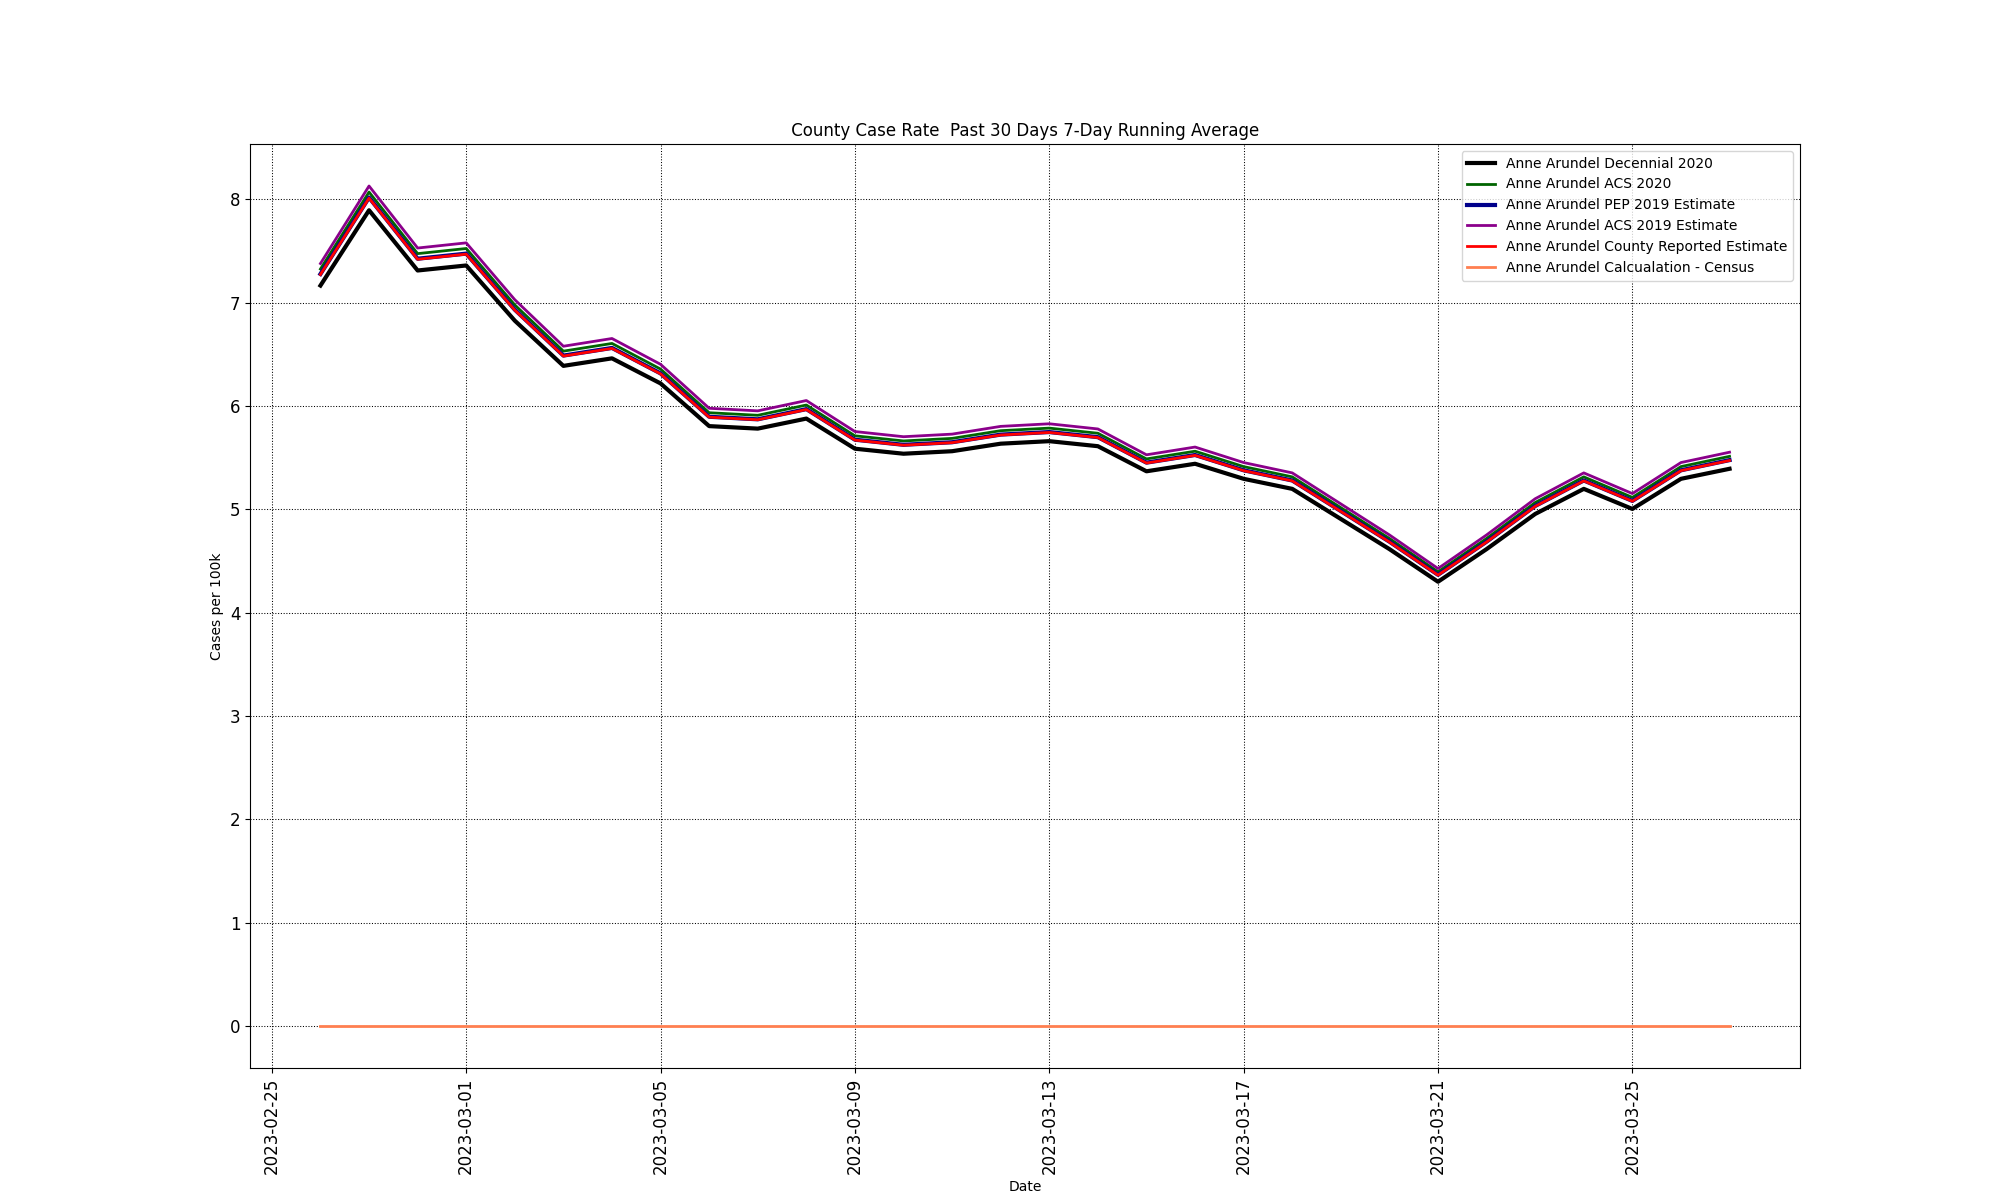 County Case Rate  Past 30 Days 7-Day Running Average
Anne Arundel Decennial 2020
Anne Arundel ACS 2020
Anne Arundel PEP 2019 Estimate
Anne Arundel ACS 2019 Estimate
Anne Arundel County Reported Estimate
Anne Arundel Calcualation - Census
8
7
6
5
4
3
2
1
0
Cases per 100k
2023-02-25
2023-03-01
2023-03-05
2023-03-09
2023-03-13
2023-03-17
2023-03-21
2023-03-25
Date